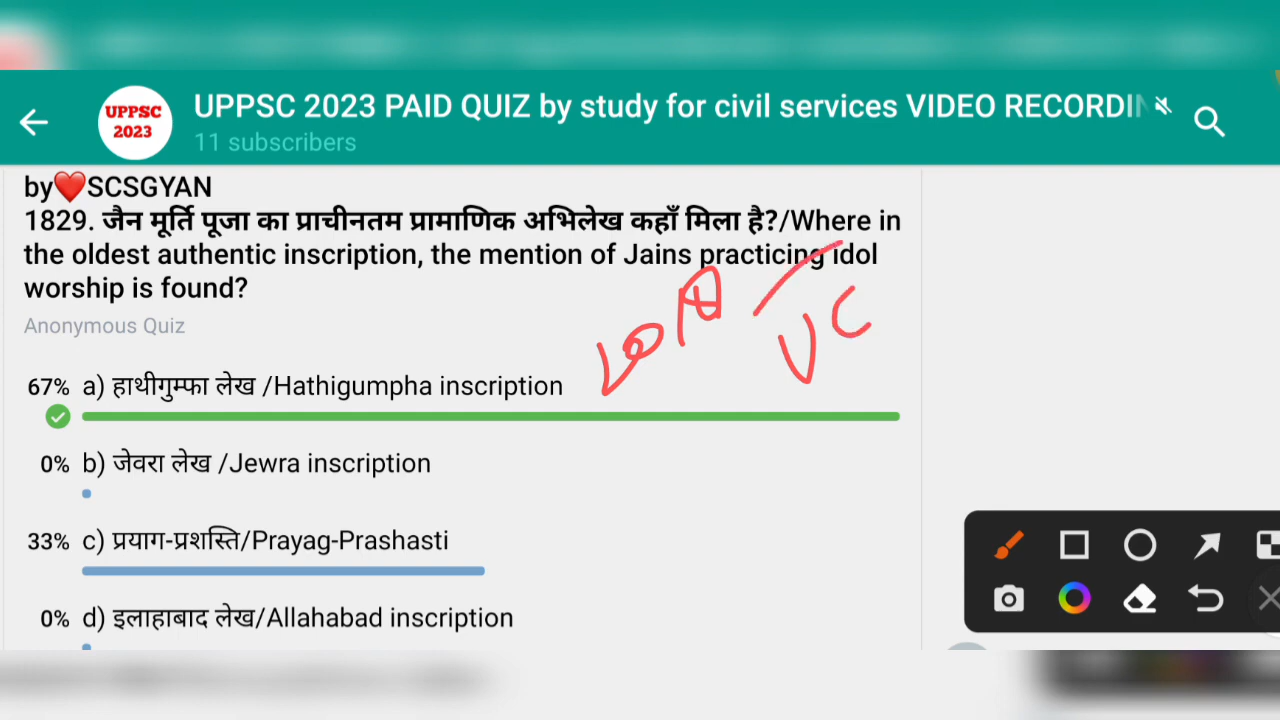 UPPSC
2023
UPPSC 2023 PAID QUIZ by study for civil services VIDEO RECORDIN
11 subscribers
by❤️SCSGYAN
1829. जैन मूर्ति पूजा का प्राचीनतम प्रामाणिक अभिलेख कहाँ मिला है?/Where in
the oldest authentic inscription, the mention of Jains practicing idol
worship is found?
Anonymous Quiz
67% a) हाथीगुम्फा लेख /Hathigumpha inscription
0% b) जेवरा लेख /Jewra inscription
33% c) प्रयाग-प्रशस्ति/Prayag-Prashasti
0% d) इलाहाबाद लेख/Allahabad inscription